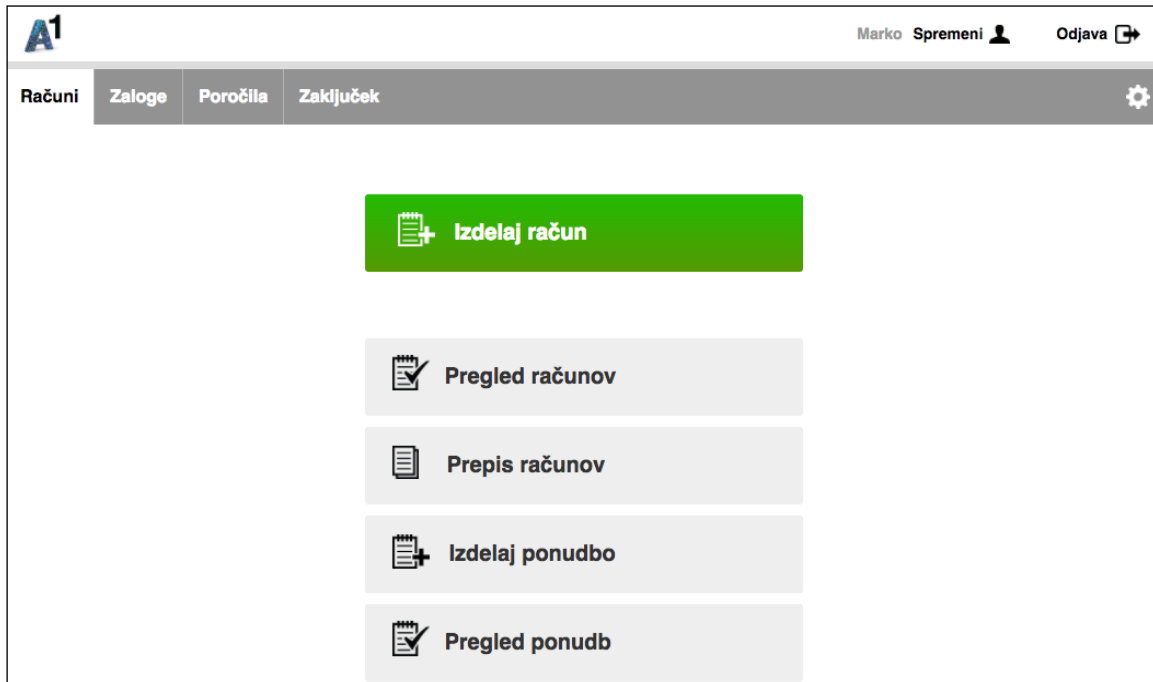 A1
Marko Spremeni Odjava
Računi Zaloge Poročila Zaključek
Izdelaj račun
Pregled računov
Prepis računov
Izdelaj ponudbo
Pregled ponudb